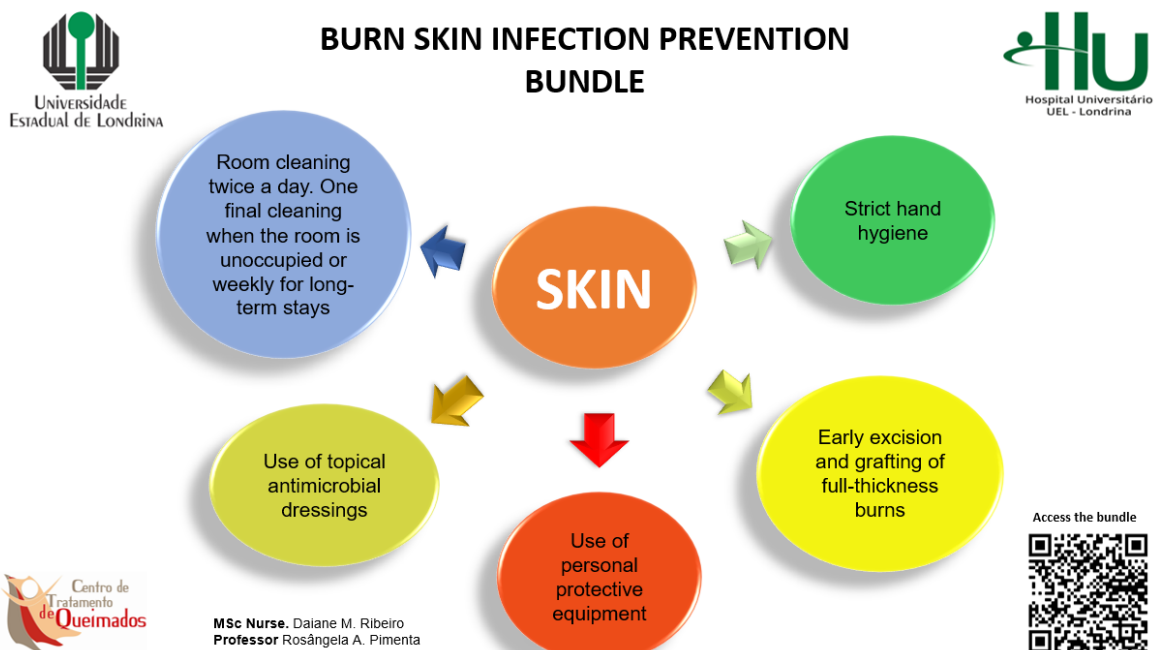 BURN SKIN INFECTION PREVENTION
BUNDLE
UNIVERSIDADE
ESTADUAL DE LONDRINA
HU
Hospital Universitário
UEL - Londrina
Room cleaning
twice a day. One
final cleaning
when the room is
unoccupied or
weekly for long-
term stays
SKIN
Strict hand
hygiene
Use of topical
antimicrobial
dressings
Use of
personal
protective
equipment
Early excision
and grafting of
full-thickness
burns
Access the bundle
Centro de
Tratamento
de Queimados
MSc Nurse. Daiane M. Ribeiro
Professor Rosângela A. Pimenta